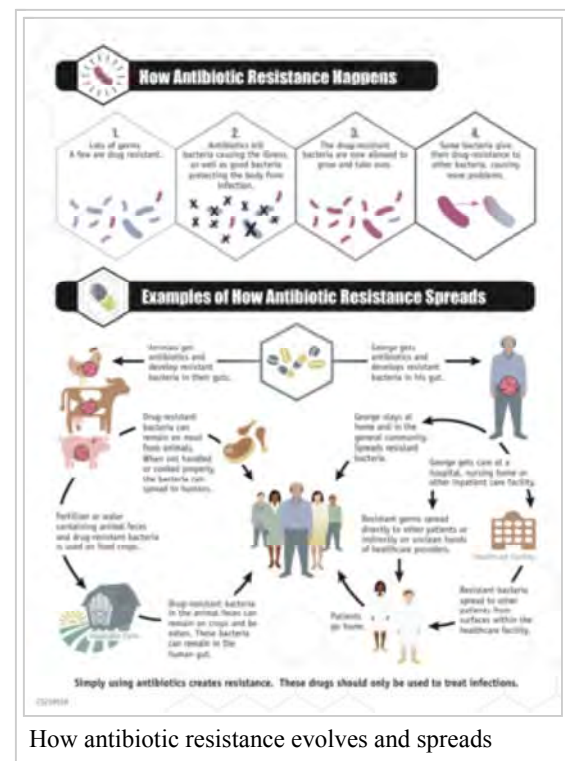 How Antibiotic Resistance Happens
1.
Lots of germs.
A few are drug resistant.
2.
Antibiotics kill
bacteria causing the illness,
as well as good bacteria
protecting the body from
infection.
3.
The drug-resistant
bacteria are now allowed to
grow and take over.
4.
Some bacteria give
their drug-resistance to
other bacteria, causing
more problems.
Examples of How Antibiotic Resistance Spreads
Animals get
antibiotics and
develop resistant
bacteria in their guts.
George gets
antibiotics and
develops resistant
bacteria in his gut.
Drug-resistant
bacteria can
remain on meat
from animals.
When not handled
or cooked properly,
the bacteria can
spread to humans.
George stays at
home and in the
general community.
Spreads resistant
bacteria.
George gets care at a
hospital, nursing home or
other inpatient care facility.
Fertilizer or water
containing animal feces
and drug-resistant bacteria
is used on food crops.
Resistant germs spread
directly to other patients or
indirectly on unclean hands
of healthcare providers.
Healthcare Facility
Vegetable Farm
Drug-resistant bacteria
in the animal feces can
remain on crops and be
eaten. These bacteria
can remain in the
human gut.
Patients
go home.
Resistant bacteria
spread to other
patients from
surfaces within the
healthcare facility.
Simply using antibiotics creates resistance. These drugs should only be used to treat infections.
How antibiotic resistance evolves and spreads